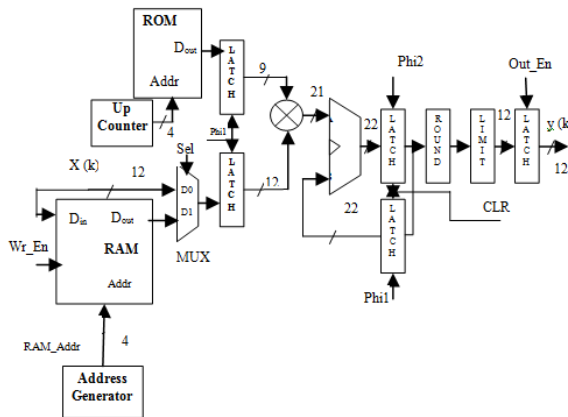 ROM
Dout
Addr
LATCH
9
Up
Counter
4
Phi1
Sel
X (k)
12
D0
D1
MUX
LATCH
12
Din
Dout
RAM
Wr_En
Addr
RAM_Addr
4
Address
Generator
21
22
22
Phi2
LATCH
ROUND
LIMIT
12
Out_En
LATCH
y (k)
12
CLR
LATCH
Phi1